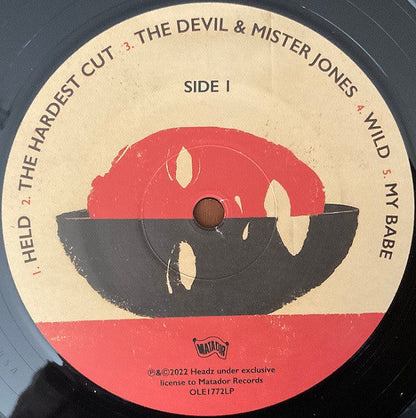 1. HELD 2. THE HARDEST CUT 3. THE DEVIL & MISTER JONES 4. WILD 5. MY BABE
SIDE 1
MATADOR
℗&©2022 Headz under exclusive
license to Matador Records
OLE1772LP